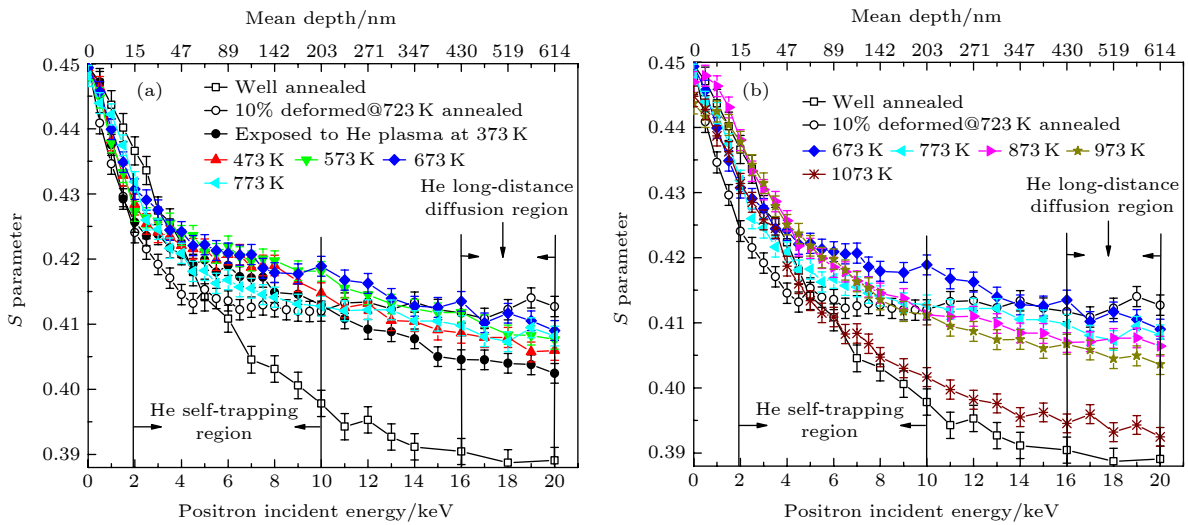 Mean depth/nm
0 15 47 89 142 203 271 347 430 519 614
0.45
0.44
0.43
0.42
0.41
0.40
0.39
S parameter
(a)
Well annealed
10% deformed@723 K annealed
Exposed to He plasma at 373 K
473 K 573 K 673 K
773 K
He long-distance
diffusion region
He self-trapping
region
0 2 4 6 8 10 12 14 16 18 20
Positron incident energy/keV
Mean depth/nm
0 15 47 89 142 203 271 347 430 519 614
0.45
0.44
0.43
0.42
0.41
0.40
0.39
S parameter
(b)
Well annealed
10% deformed@723 K annealed
673 K 773 K 873 K 973 K
1073 K
He long-distance
diffusion region
He self-trapping
region
0 2 4 6 8 10 12 14 16 18 20
Positron incident energy/keV